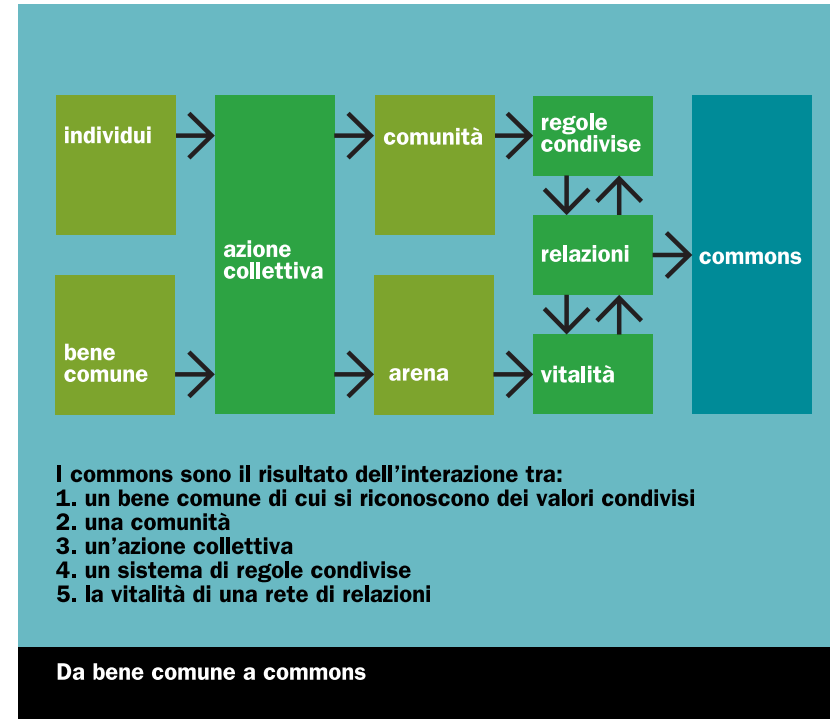 individui
azione
collettiva
comunità
regole
condivise
relazioni
commons
bene
comune
arena
vitalità
I commons sono il risultato dell'interazione tra:
1. un bene comune di cui si riconoscono dei valori condivisi
2. una comunità
3. un'azione collettiva
4. un sistema di regole condivise
5. la vitalità di una rete di relazioni
Da bene comune a commons